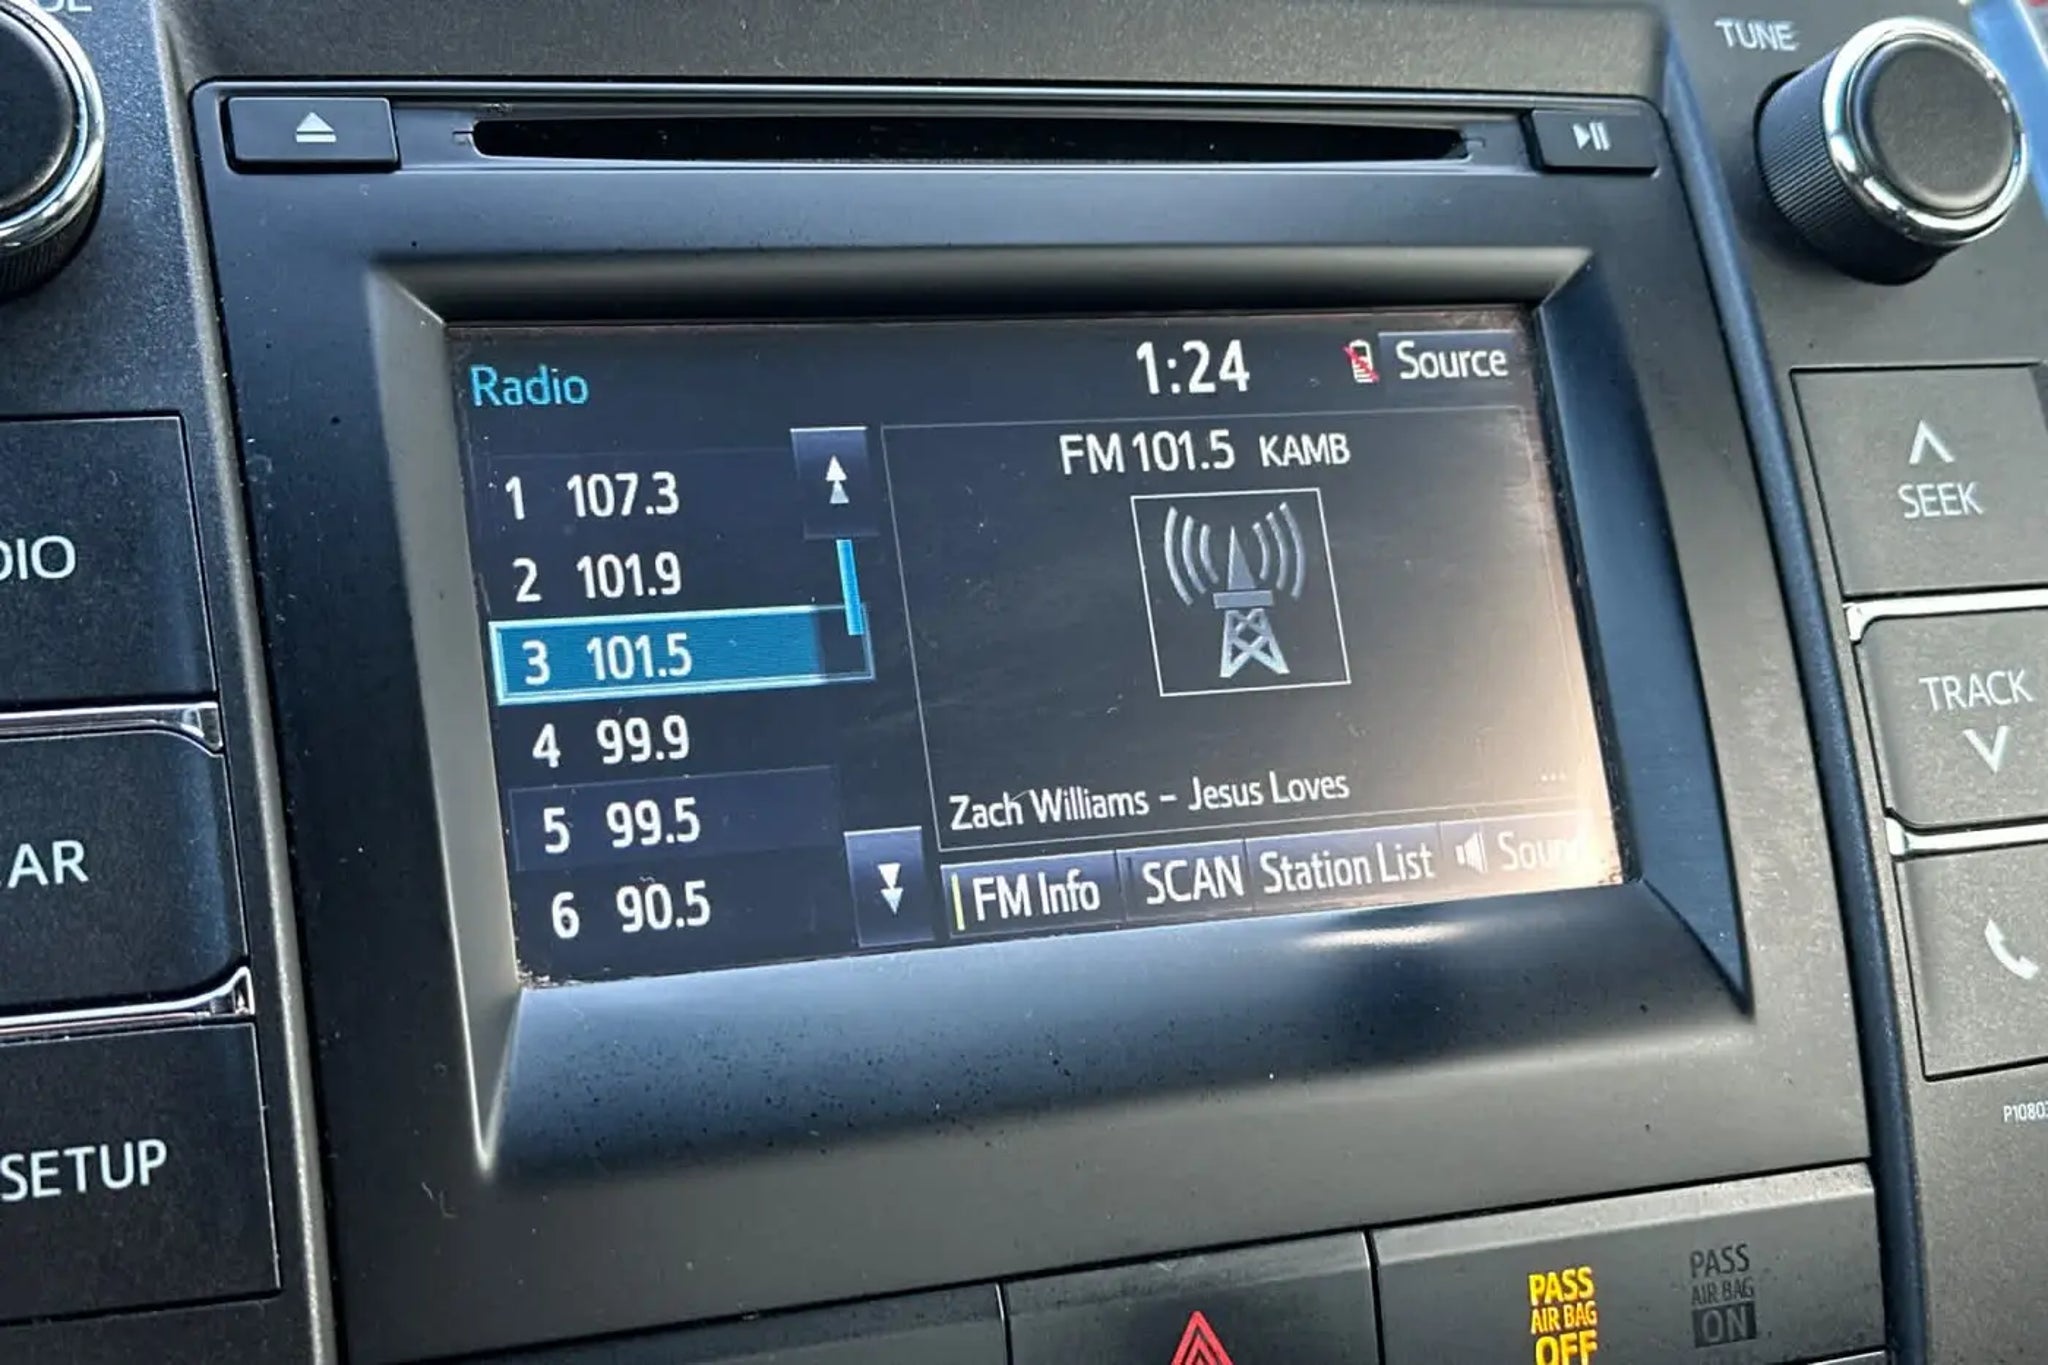 TUNE
Radio
1:24
Source
FM 101.5 KAMB
1 107.3
2 101.9
3 101.5
4 99.9
5 99.5
6 90.5
Zach Williams - Jesus Loves
...
FM Info
SCAN
Station List
SEEK
TRACK
AR
SETUP
PASS
AIR BAG
OFF
PASS
AIR BAG
ON